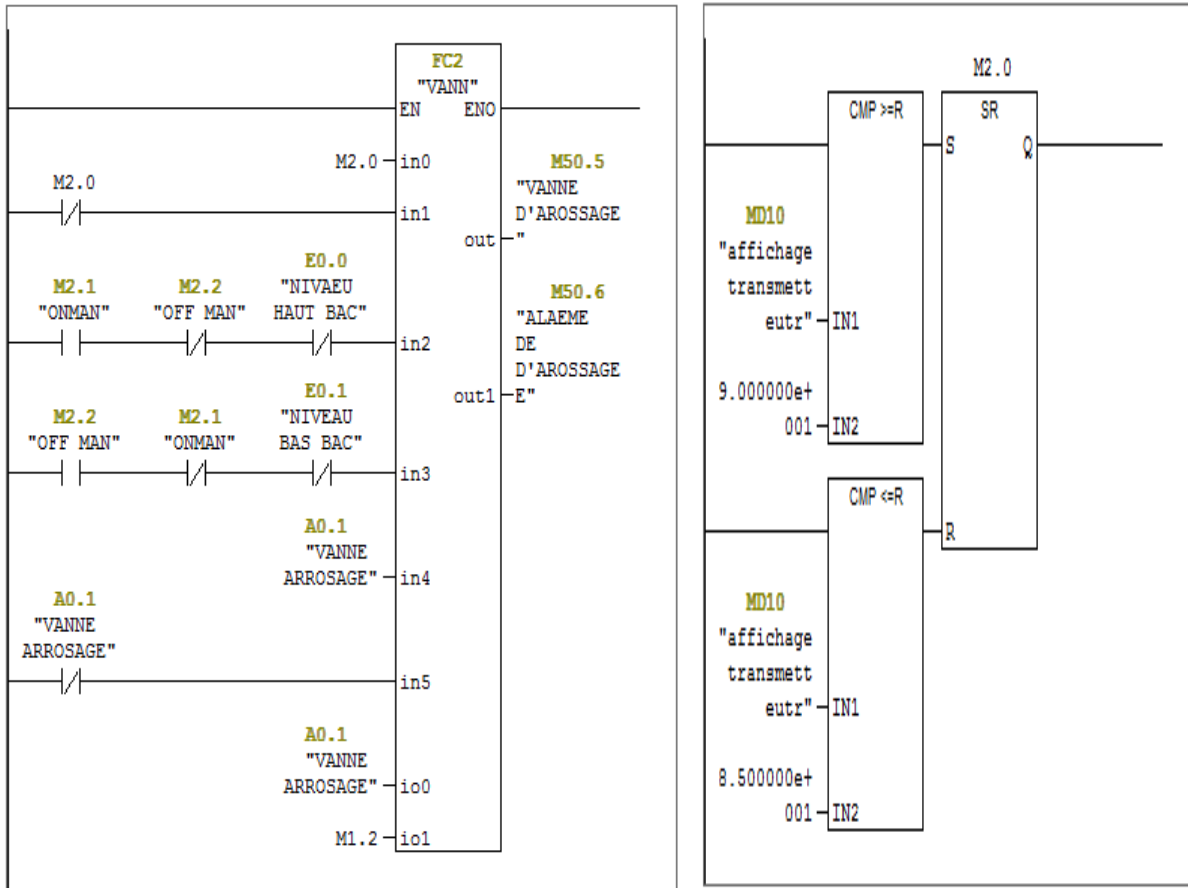 FC2
"VANN"
EN ENO
M2.0 in0
M2.0
in1
M50.5
"VANNE
D'AROSSAGE
"
out
E0.0
M2.1 M2.2 "NIVAEU
"ONMAN" "OFF MAN" HAUT BAC"
in2
M50.6
"ALAEME
DE
D'AROSSAGE
E"
out1
E0.1
M2.2 M2.1 "NIVEAU
"OFF MAN" "ONMAN" BAS BAC"
in3
A0.1
"VANNE
ARROSAGE" in4
A0.1
"VANNE
ARROSAGE"
in5
A0.1
"VANNE
ARROSAGE" io0
M1.2 io1
M2.0
CMP >=R SR
S Q
MD10
"affichage
transmett
eutr" IN1
9.000000e+
001 IN2
CMP <=R
R
MD10
"affichage
transmett
eutr" IN1
8.500000e+
001 IN2